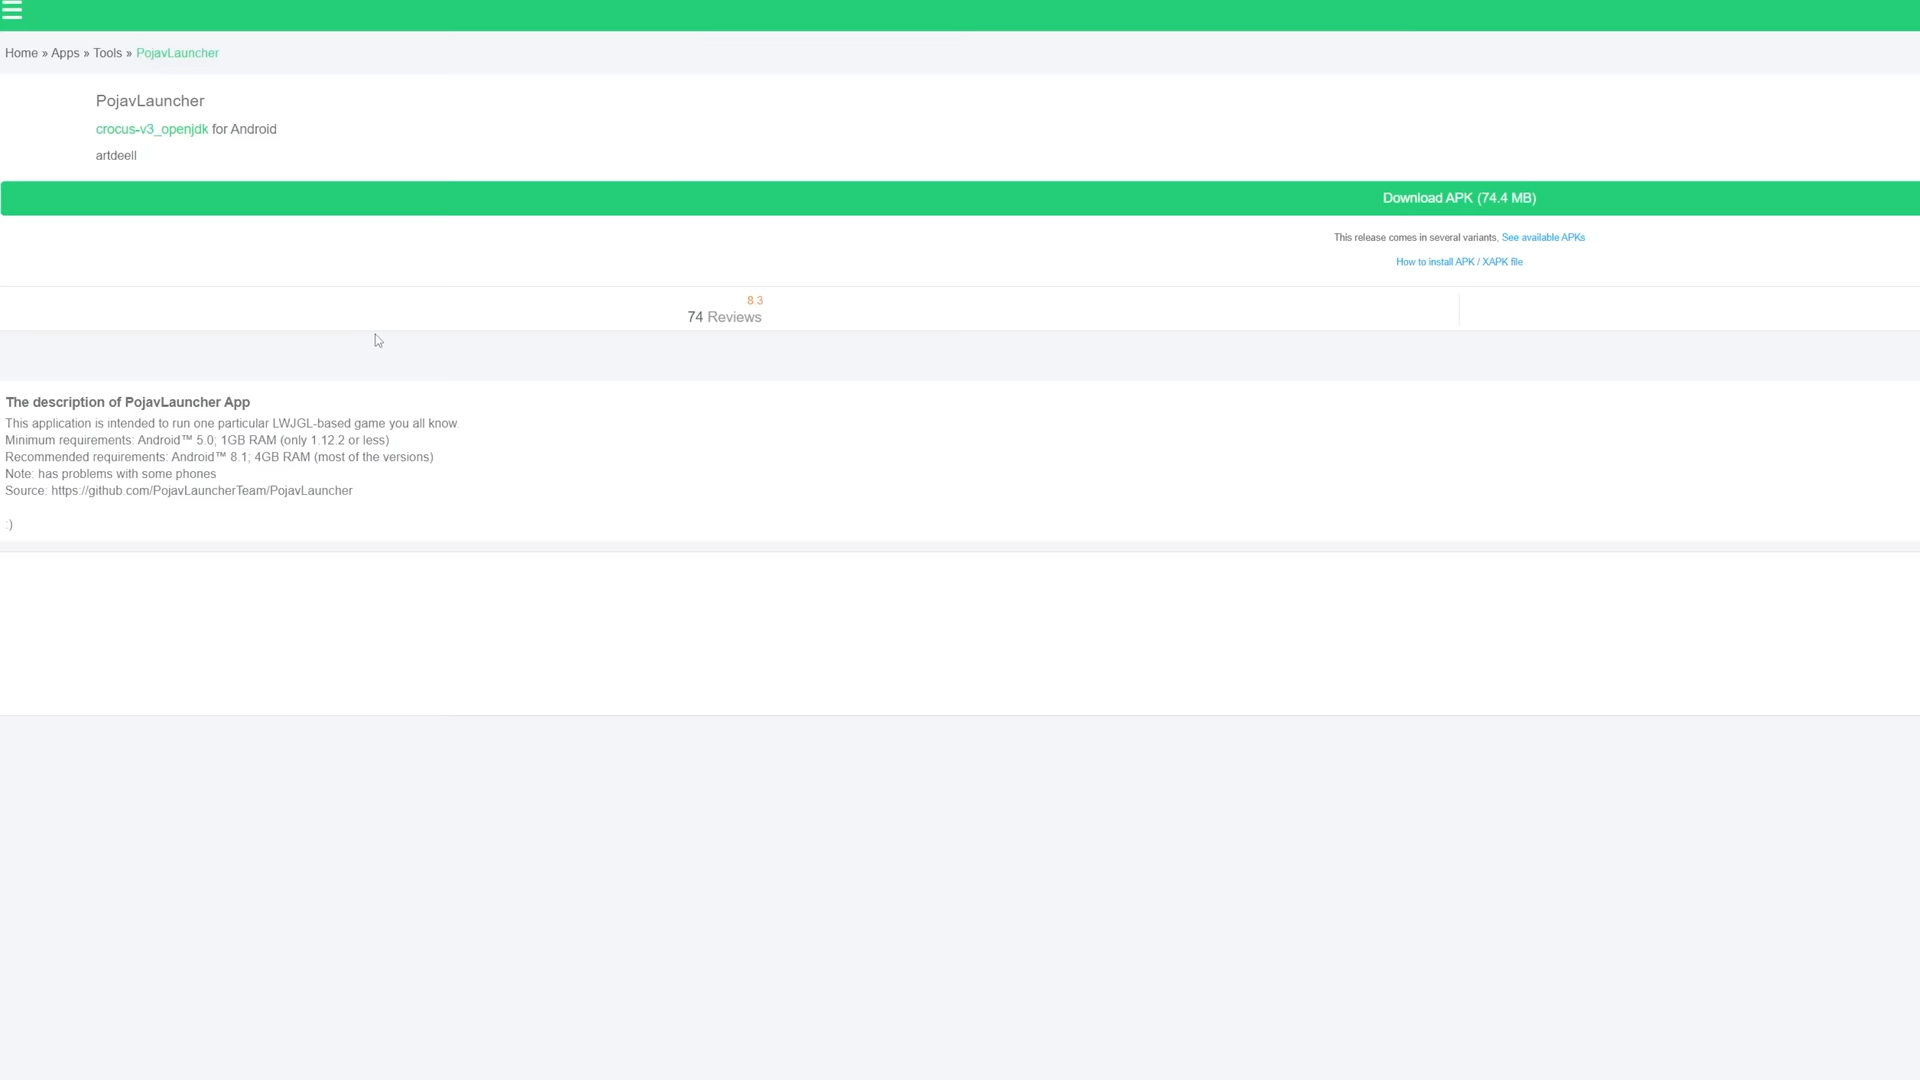 Home » Apps » Tools » PojavLauncher
PojavLauncher
crocus-v3_openjdk for Android
artdeell
Download APK (74.4 MB)
This release comes in several variants, See available APKs
How to install APK / XAPK file
8.3
74 Reviews
The description of PojavLauncher App
This application is intended to run one particular LWJGL-based game you all know.
Minimum requirements: Android™ 5.0; 1GB RAM (only 1.12.2 or less)
Recommended requirements: Android™ 8.1; 4GB RAM (most of the versions)
Note: has problems with some phones
Source: https://github.com/PojavLauncherTeam/PojavLauncher
:)